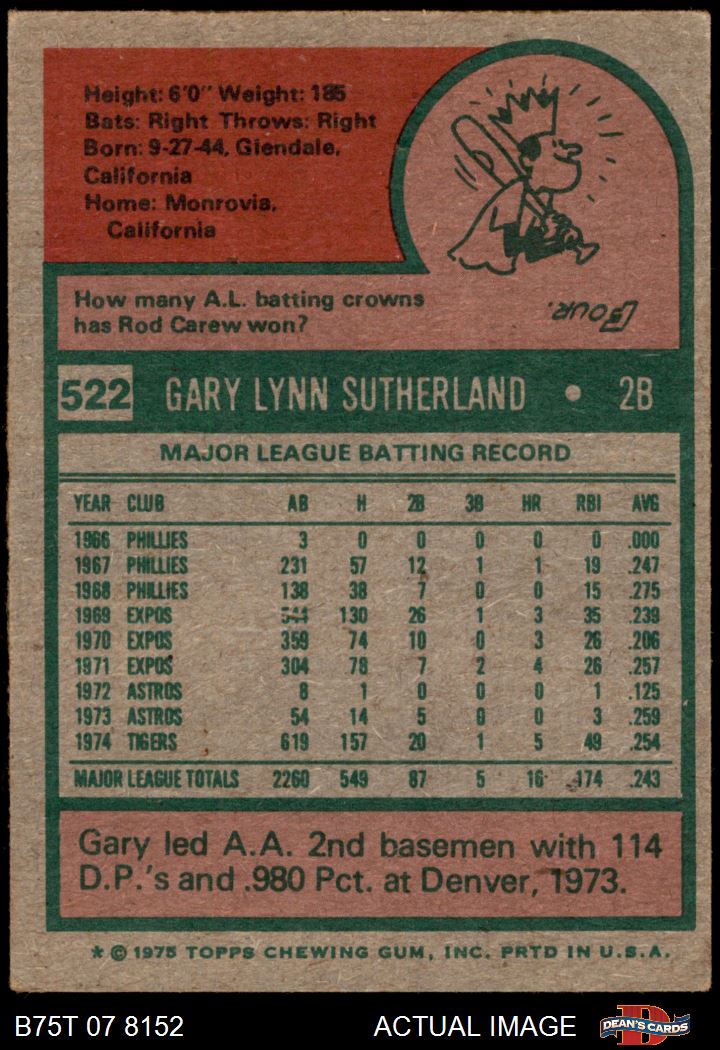 Height: 6'0" Weight: 185
Bats: Right Throws: Right
Born: 9-27-44, Glendale,
California
Home: Monrovia,
California
How many A.L. batting crowns
has Rod Carew won?
FOUR.
522 GARY LYNN SUTHERLAND • 2B
MAJOR LEAGUE BATTING RECORD
YEAR CLUB AB H 2B 3B HR RBI AVG
1966 PHILLIES 3 0 0 0 0 0 .000
1967 PHILLIES 231 57 12 1 1 19 .247
1968 PHILLIES 138 38 7 0 0 15 .275
1969 EXPOS 544 130 26 1 3 35 .239
1970 EXPOS 359 74 10 0 3 26 .206
1971 EXPOS 304 78 7 2 4 26 .257
1972 ASTROS 8 1 0 0 0 1 .125
1973 ASTROS 54 14 5 0 0 3 .259
1974 TIGERS 619 157 20 1 5 49 .254
MAJOR LEAGUE TOTALS 2260 549 87 5 16 174 .243
Gary led A.A. 2nd basemen with 114
D.P.'s and .980 Pct. at Denver, 1973.
* © 1975 TOPPS CHEWING GUM, INC. PRTD IN U.S.A.
B75T 07 8152 ACTUAL IMAGE DEAN'S CARDS